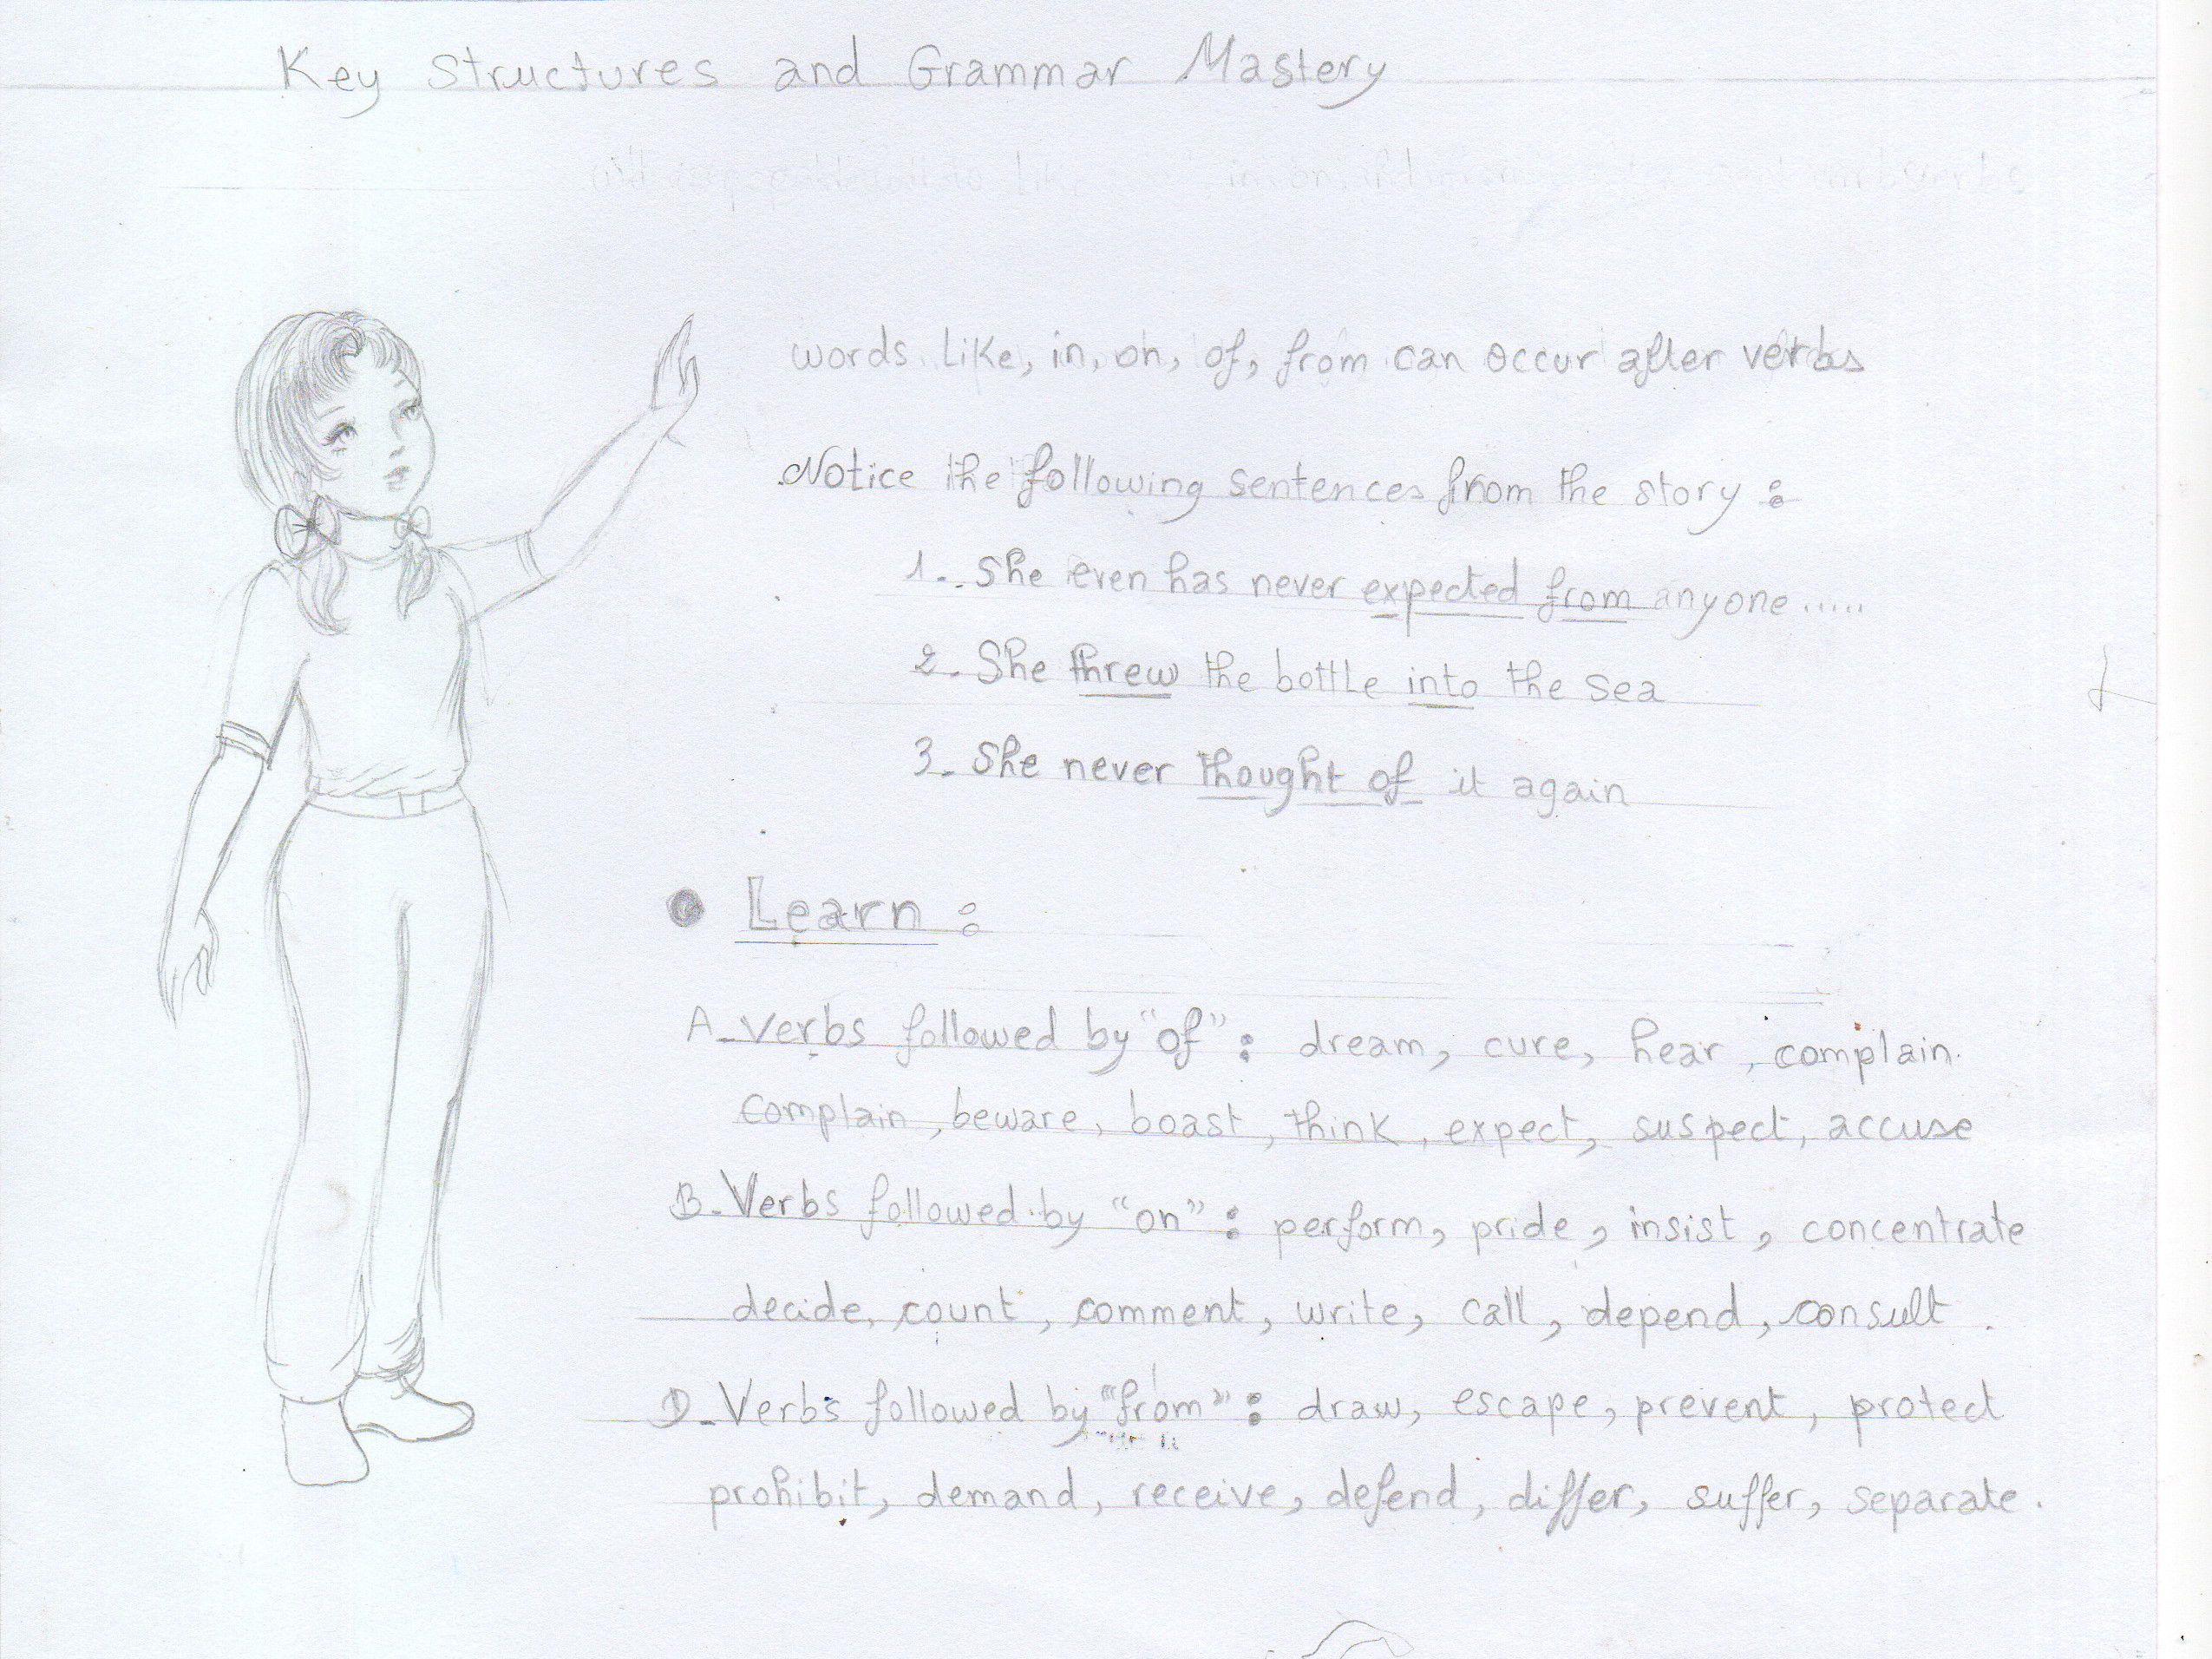 Key Structures and Grammar Mastery
words like, in, on, of, from can occur after verbs
Notice the following sentences from the story :
1. She even has never expected from anyone .....
2. She threw the bottle into the sea
3. She never thought of it again
Learn :
A. verbs followed by "of" : dream, cure, hear, complain.
complain, beware, boast, think, expect, suspect, accuse
B. Verbs followed by "on" : perform, pride, insist, concentrate
decide, count, comment, write, call, depend, consult.
D. Verbs followed by "from" : draw, escape, prevent, protect
prohibit, demand, receive, defend, differ, suffer, separate.